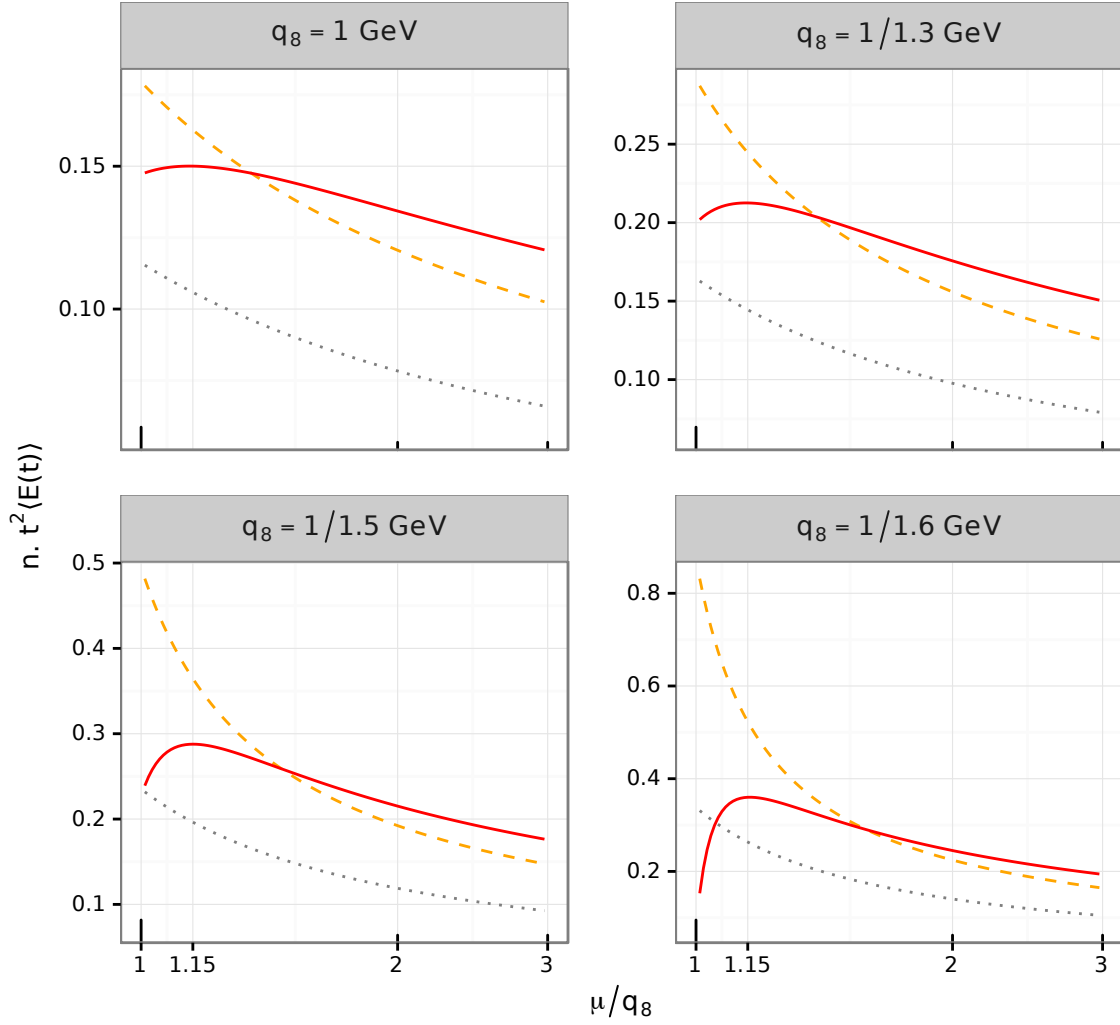 q₈ = 1 GeV
q₈ = 1/1.3 GeV
0.15
0.10
0.25
0.20
0.15
0.10
n. t²⟨E(t)⟩
q₈ = 1/1.5 GeV
q₈ = 1/1.6 GeV
0.5
0.4
0.3
0.2
0.1
0.8
0.6
0.4
0.2
1 1.15 2 3
1 1.15 2 3
μ/q₈